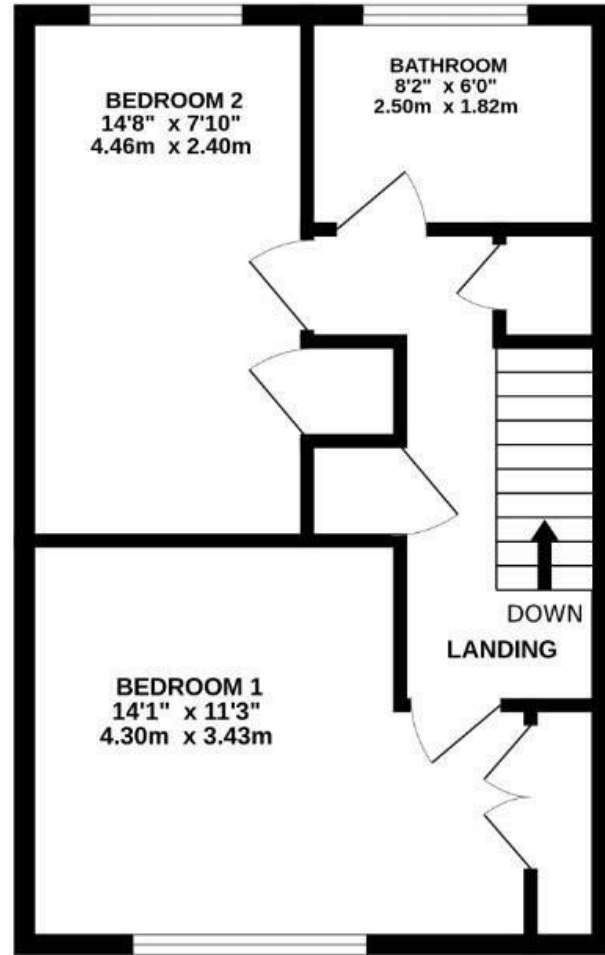 BEDROOM 2
14'8" x 7'10"
4.46m x 2.40m
BATHROOM
8'2" x 6'0"
2.50m x 1.82m
DOWN
LANDING
BEDROOM 1
14'1" x 11'3"
4.30m x 3.43m